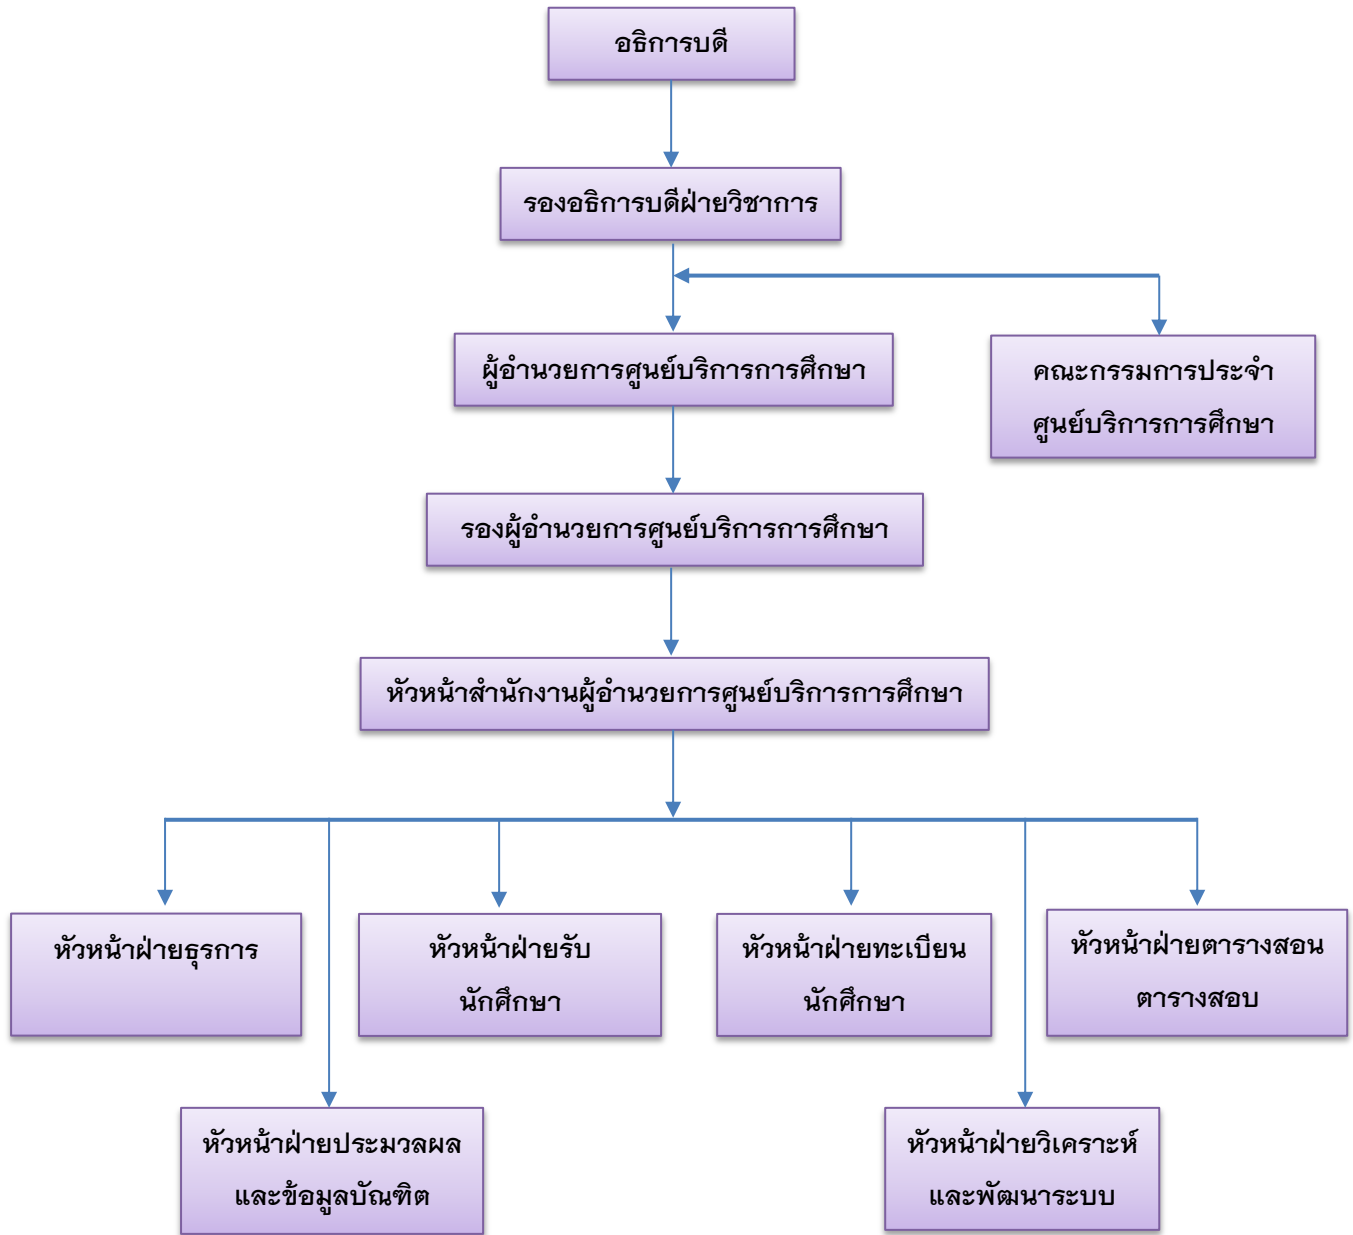 อธิการบดี
รองอธิการบดีฝ่ายวิชาการ
ผู้อำนวยการศูนย์บริการการศึกษา
คณะกรรมการประจำ
ศูนย์บริการการศึกษา
รองผู้อำนวยการศูนย์บริการการศึกษา
หัวหน้าสำนักงานผู้อำนวยการศูนย์บริการการศึกษา
หัวหน้าฝ่ายธุรการ
หัวหน้าฝ่ายรับ
นักศึกษา
หัวหน้าฝ่ายทะเบียน
นักศึกษา
หัวหน้าฝ่ายตารางสอน
ตารางสอบ
หัวหน้าฝ่ายประมวลผล
และข้อมูลบัณฑิต
หัวหน้าฝ่ายวิเคราะห์
และพัฒนาระบบ